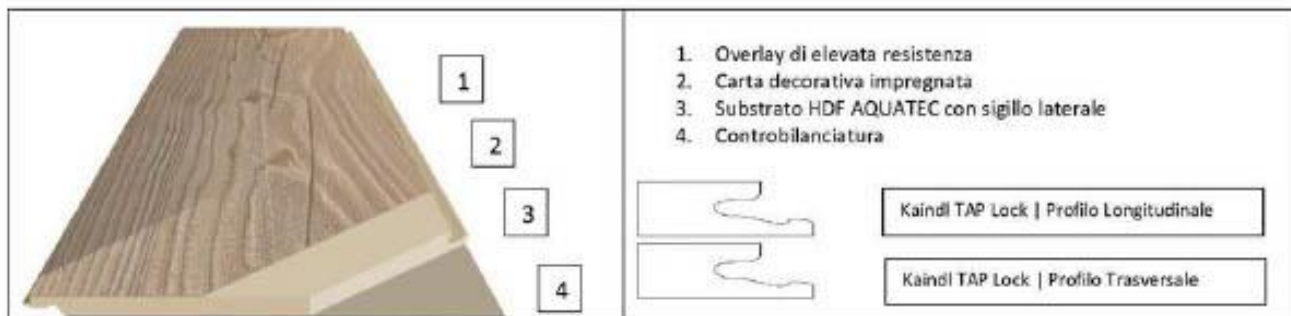 1
2
3
4
1. Overlay di elevata resistenza
2. Carta decorativa impregnata
3. Substrato HDF AQUATEC con sigillo laterale
4. Controbilanciatura
Kaindl TAP Lock | Profilo Longitudinale
Kaindl TAP Lock | Profilo Trasversale